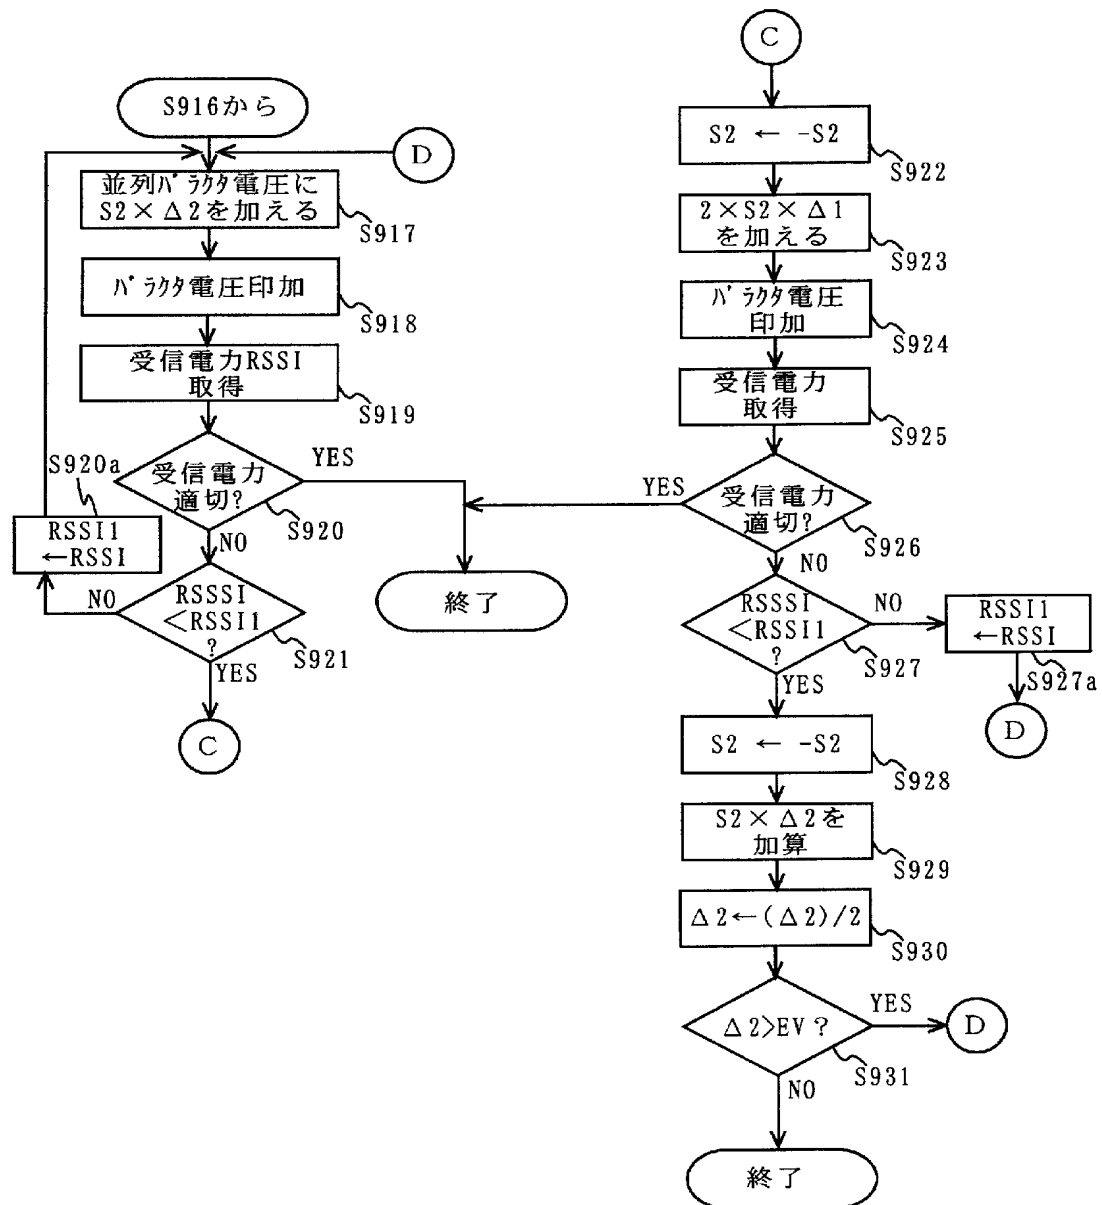 S916から
D
並列バラクタ電圧に
S2×Δ2を加える
S917
バラクタ電圧印加
S918
受信電力RSSI
取得
S919
受信電力
適切?
YES
S920
NO
S920a
RSSI1
←RSSI
RSSSI
<RSSI1
?
NO
S921
YES
C
終了
C
S2 ← -S2
S922
2×S2×Δ1
を加える
S923
バラクタ電圧
印加
S924
受信電力
取得
S925
YES
受信電力
適切?
S926
NO
RSSSI
<RSSI1
?
NO
S927
YES
RSSI1
←RSSI
S927a
D
S2 ← -S2
S928
S2×Δ2を
加算
S929
Δ2←(Δ2)/2
S930
Δ2>EV?
YES
D
S931
NO
終了